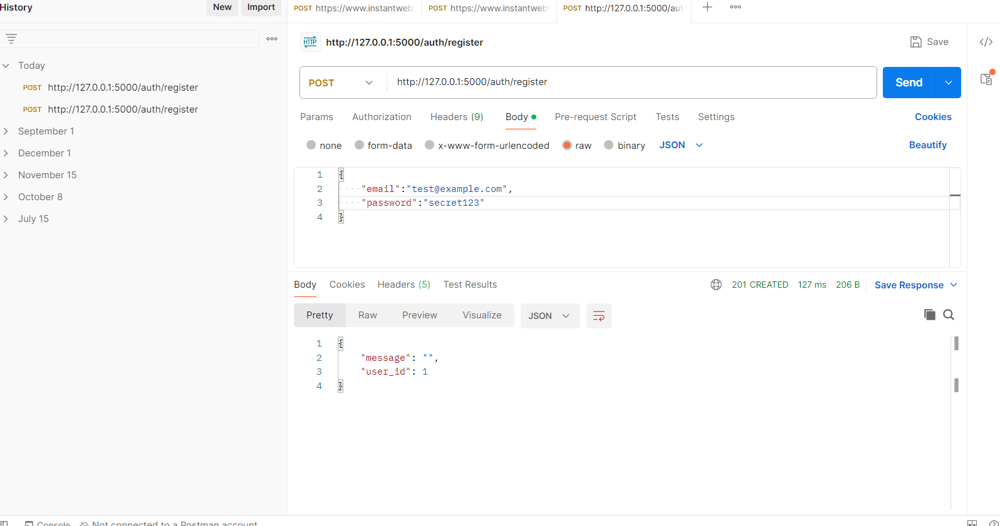 History
New
Import
POST https://www.instantweb
POST https://www.instantweb
POST http://127.0.0.1:5000/aut
HTTP http://127.0.0.1:5000/auth/register
Save
Today
POST http://127.0.0.1:5000/auth/register
POST http://127.0.0.1:5000/auth/register
September 1
December 1
November 15
October 8
July 15
POST http://127.0.0.1:5000/auth/register
Send
Params Authorization Headers (9) Body Pre-request Script Tests Settings
Cookies
none form-data x-www-form-urlencoded raw binary JSON
Beautify
1 {
2 "email":"test@example.com",
3 "password":"secret123"
4 }
Body Cookies Headers (5) Test Results
201 CREATED 127 ms 206 B Save Response
Pretty Raw Preview Visualize JSON
1 {
2 "message": "",
3 "user_id": 1
4 }
Console Not connected to a Postman account